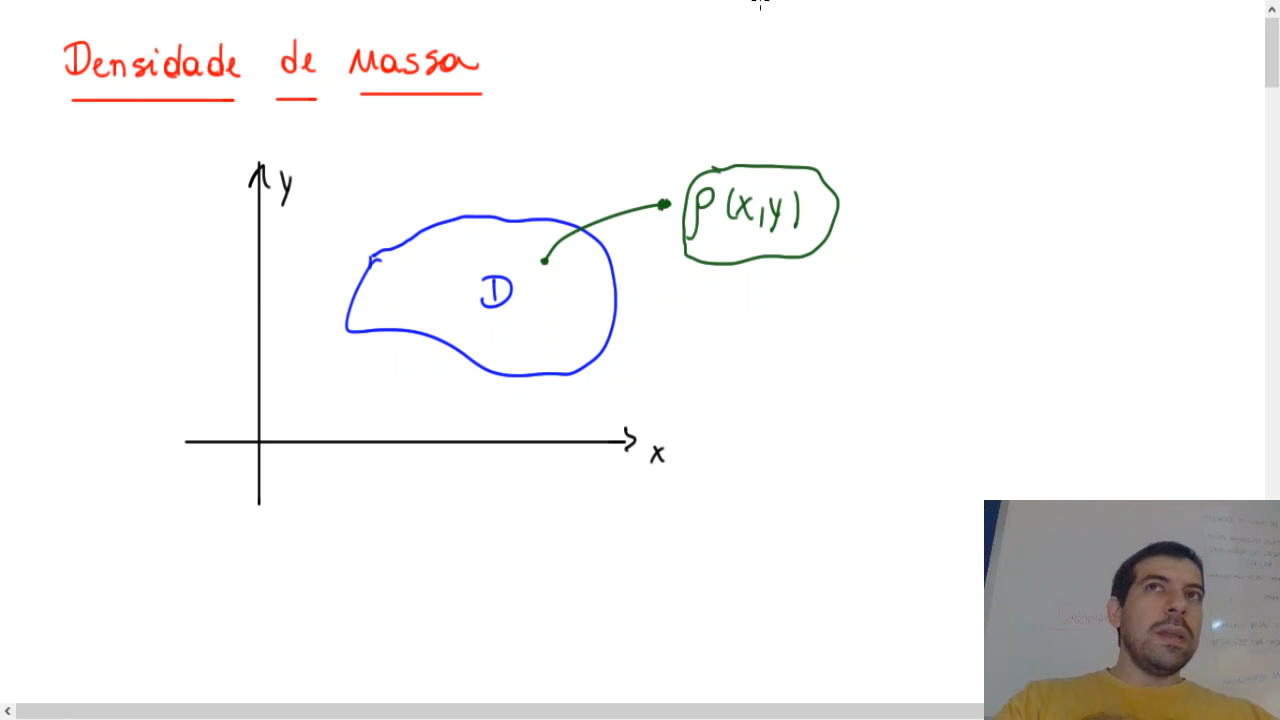 Densidade de Massa
y
ρ(x,y)
D
x